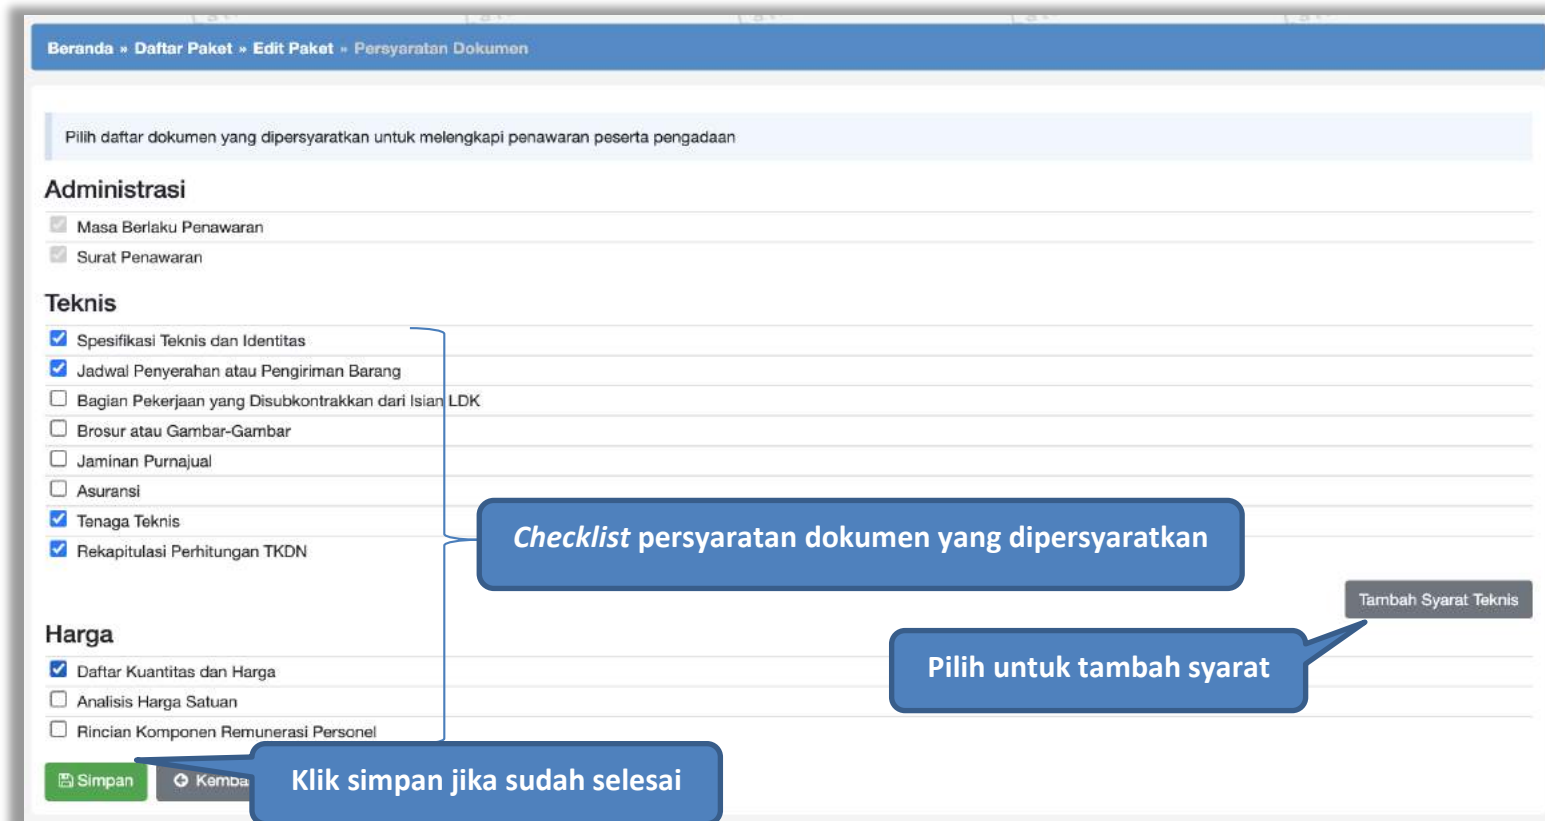 Beranda » Daftar Paket » Edit Paket » Persyaratan Dokumen
Pilih daftar dokumen yang dipersyaratkan untuk melengkapi penawaran peserta pengadaan
Administrasi
Masa Berlaku Penawaran
Surat Penawaran
Teknis
Spesifikasi Teknis dan Identitas
Jadwal Penyerahan atau Pengiriman Barang
Bagian Pekerjaan yang Disubkontrakkan dari Isian LDK
Brosur atau Gambar-Gambar
Jaminan Purnajual
Asuransi
Tenaga Teknis
Rekapitulasi Perhitungan TKDN
Checklist persyaratan dokumen yang dipersyaratkan
Tambah Syarat Teknis
Harga
Pilih untuk tambah syarat
Daftar Kuantitas dan Harga
Analisis Harga Satuan
Rincian Komponen Remunerasi Personel
Simpan
Klik simpan jika sudah selesai